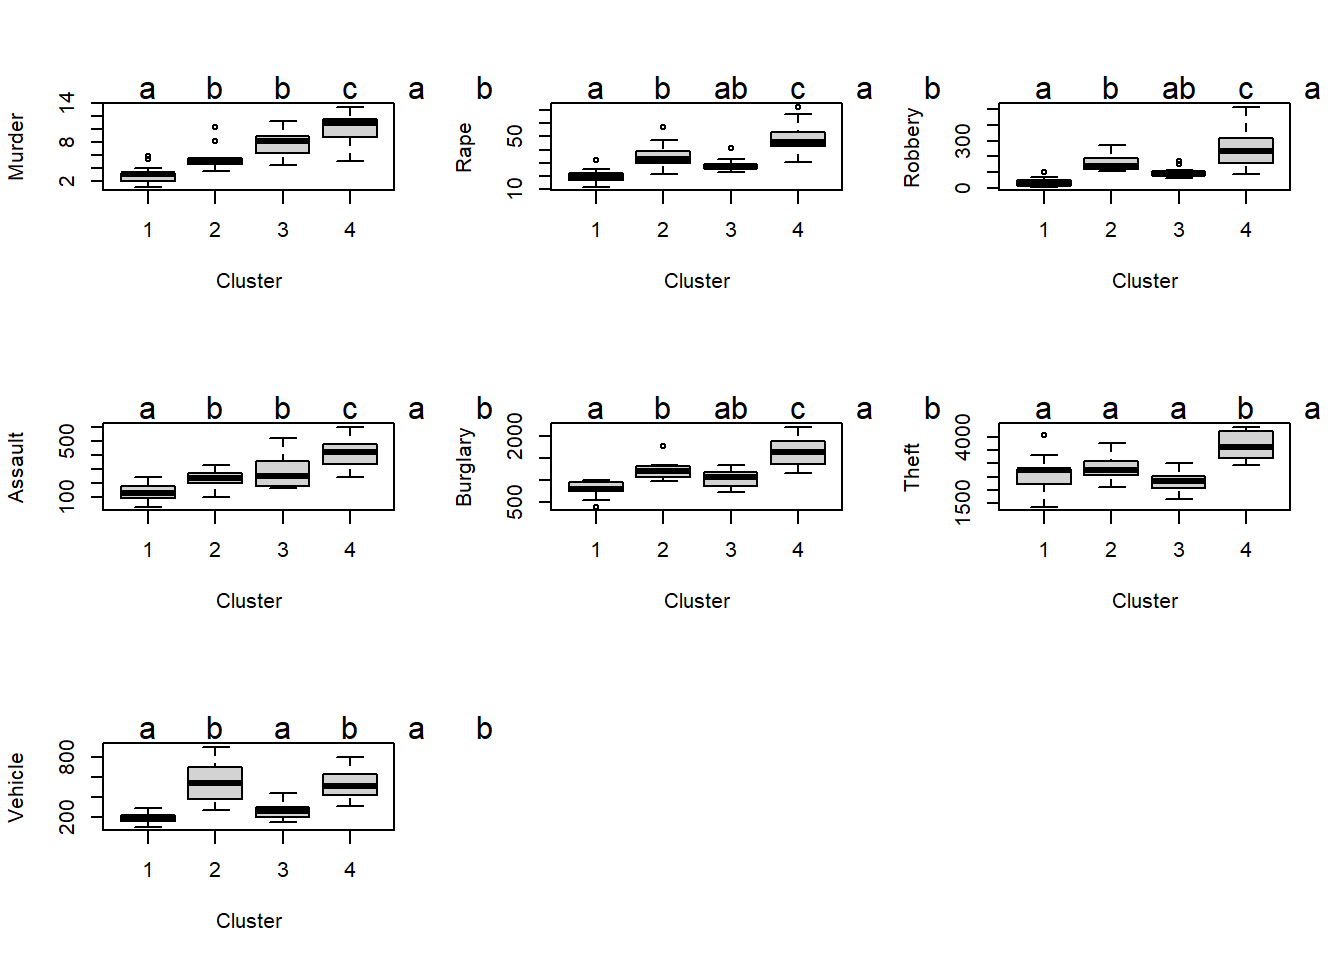 a b b c a b a b ab c a b a b ab c a
Murder 14 8 2
Rape 50 10
Robbery 300 0
1 2 3 4 1 2 3 4 1 2 3 4
Cluster Cluster Cluster
a b b c a b a b ab c a b a a a b a
Assault 500 100
Burglary 2000 500
Theft 4000 1500
1 2 3 4 1 2 3 4 1 2 3 4
Cluster Cluster Cluster
a b a b a b
Vehicle 800 200
1 2 3 4
Cluster